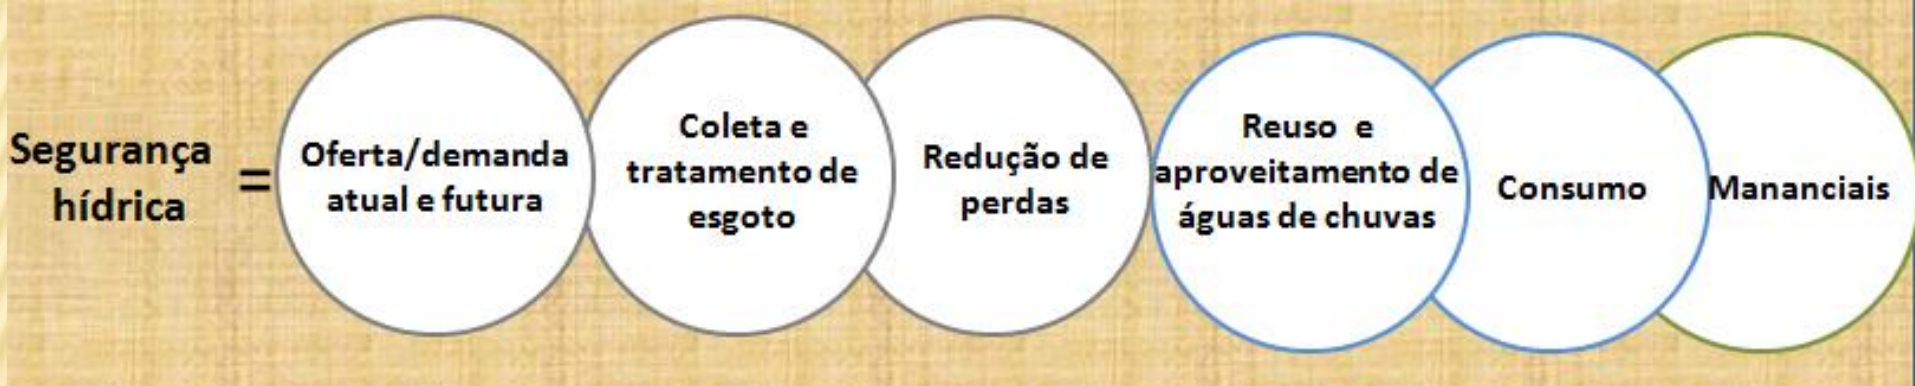 Segurança
hídrica
=
Oferta/demanda
atual e futura
Coleta e
tratamento de
esgoto
Redução de
perdas
Reuso e
aproveitamento de
águas de chuvas
Consumo
Mananciais